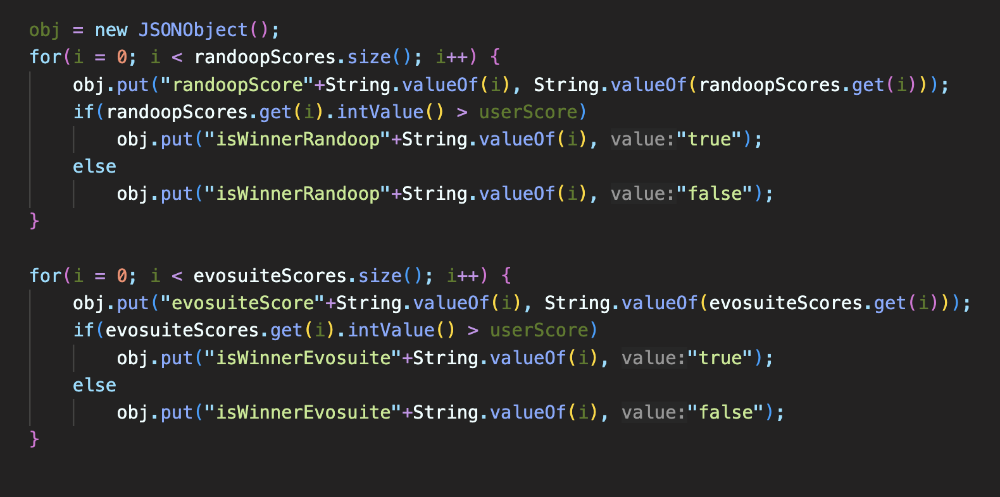 obj = new JSONObject();
for(i = 0; i < randoopScores.size(); i++) {
    obj.put("randoopScore"+String.valueOf(i), String.valueOf(randoopScores.get(i)));
    if(randoopScores.get(i).intValue() > userScore)
        obj.put("isWinnerRandoop"+String.valueOf(i), value:"true");
    else
        obj.put("isWinnerRandoop"+String.valueOf(i), value:"false");
}

for(i = 0; i < evosuiteScores.size(); i++) {
    obj.put("evosuiteScore"+String.valueOf(i), String.valueOf(evosuiteScores.get(i)));
    if(evosuiteScores.get(i).intValue() > userScore)
        obj.put("isWinnerEvosuite"+String.valueOf(i), value:"true");
    else
        obj.put("isWinnerEvosuite"+String.valueOf(i), value:"false");
}